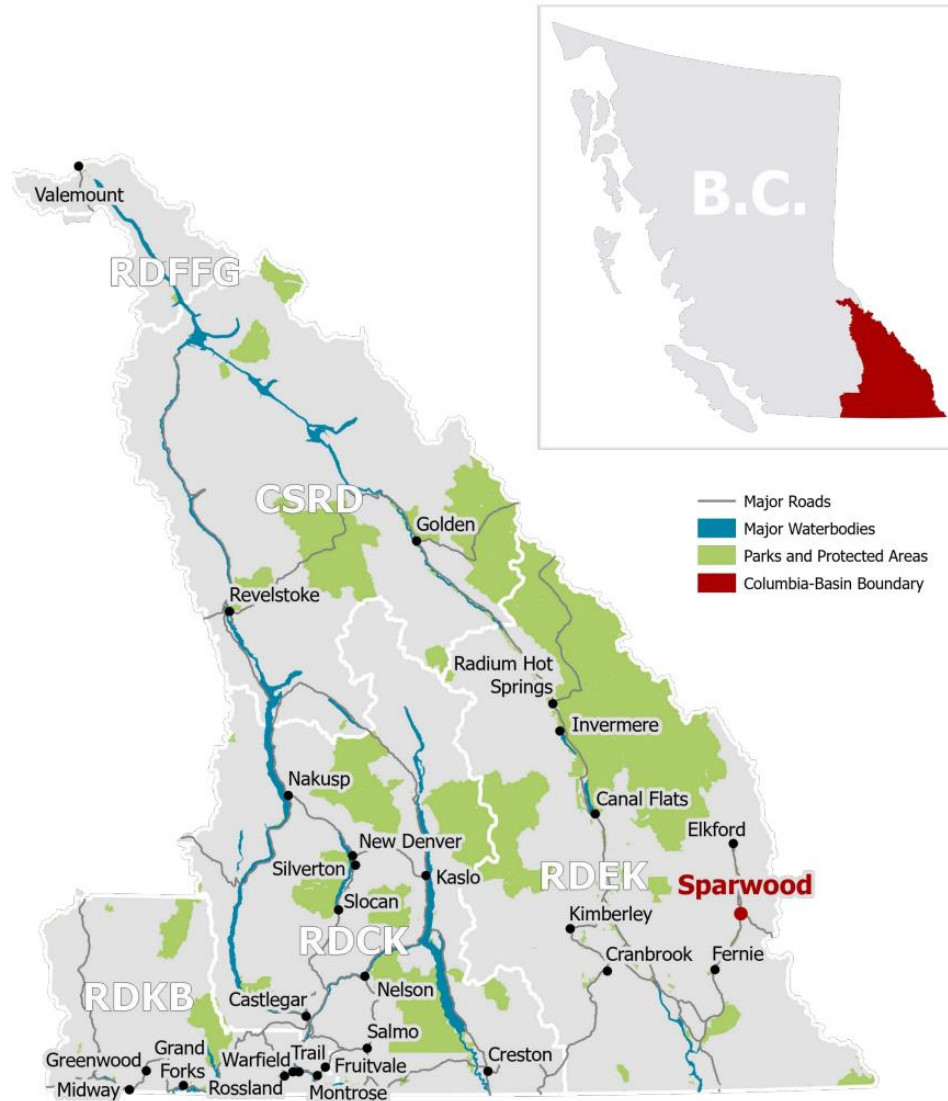 B.C.
Valemount
RDFFG
Major Roads
Major Waterbodies
Parks and Protected Areas
Columbia-Basin Boundary
CSRD
Golden
Revelstoke
Radium Hot
Springs
Invermere
Nakusp
Canal Flats
Elkford
New Denver
Silverton
Kaslo
RDEK
Sparwood
Slocan
Kimberley
RDCK
Cranbrook
Fernie
Nelson
RDKB
Castlegar
Salmo
Greenwood
Grand
Forks
Warfield
Trail
Fruitvale
Creston
Midway
Rossland
Montrose